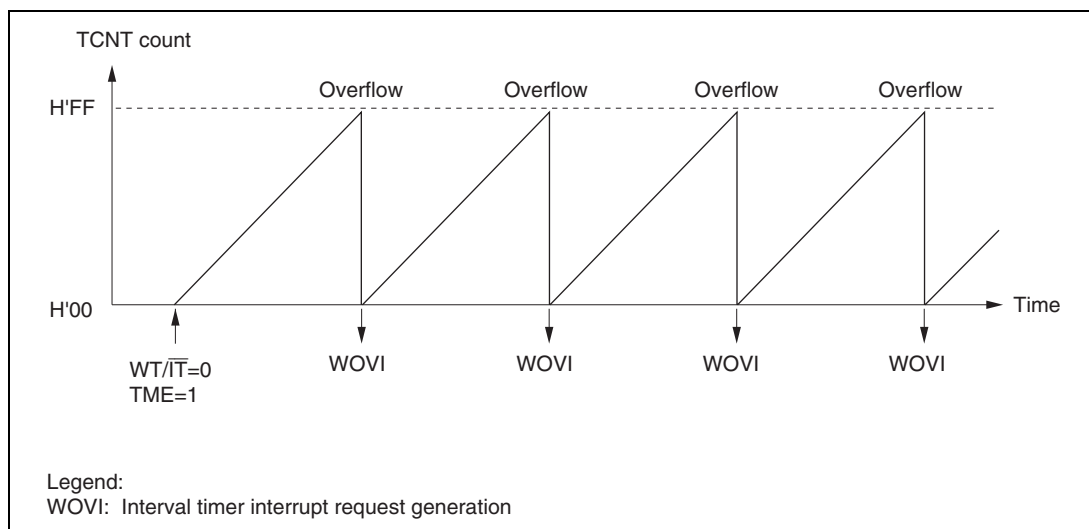 TCNT count
Overflow Overflow Overflow Overflow
H'FF
H'00
Time
WT/I̅T̅=0
TME=1
WOVI WOVI WOVI WOVI
Legend:
WOVI: Interval timer interrupt request generation